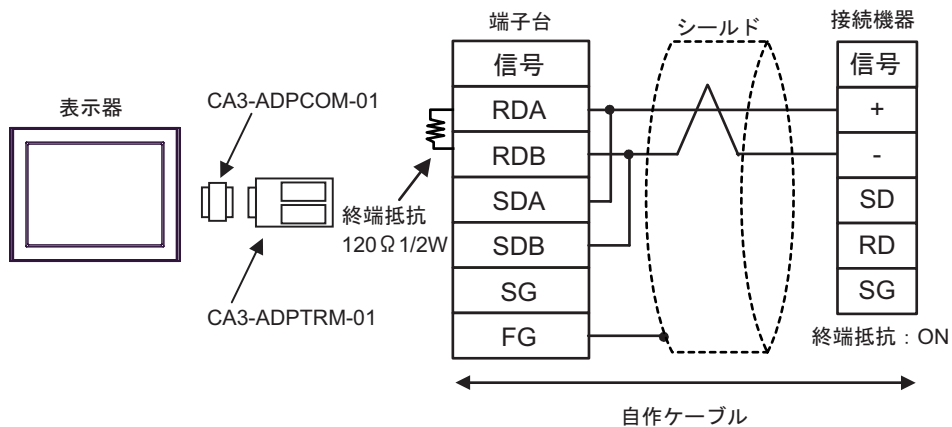 端子台
シールド
接続機器
表示器
CA3-ADPCOM-01
信号
RDA
RDB
SDA
SDB
SG
FG
信号
+
-
SD
RD
SG
終端抵抗
120Ω1/2W
CA3-ADPTRM-01
終端抵抗:ON
自作ケーブル